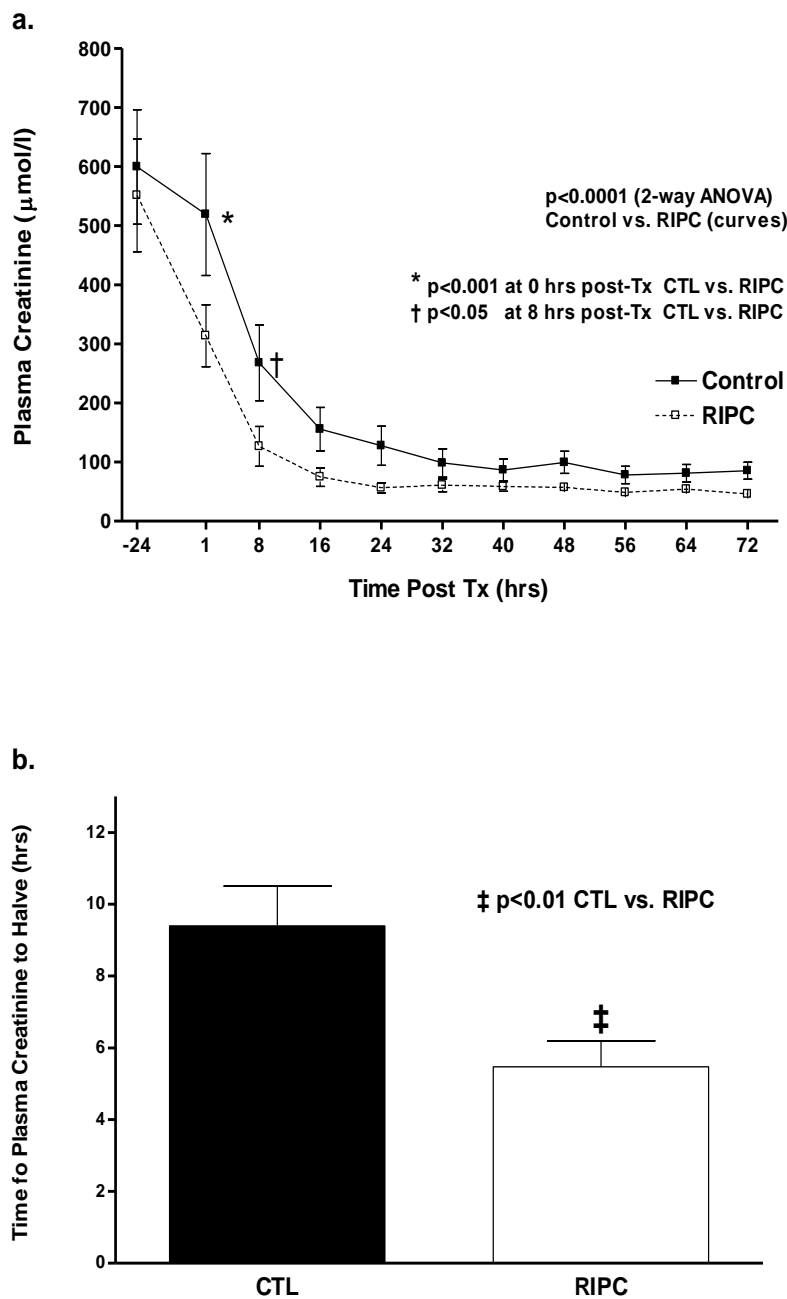 a.
800
700
600
500
400
300
200
100
0
Plasma Creatinine (μmol/l)
p<0.0001 (2-way ANOVA)
Control vs. RIPC (curves)
* p<0.001 at 0 hrs post-Tx CTL vs. RIPC
† p<0.05 at 8 hrs post-Tx CTL vs. RIPC
*
†
Control
RIPC
-24 1 8 16 24 32 40 48 56 64 72
Time Post Tx (hrs)
b.
12
10
8
6
4
2
0
Time fo Plasma Creatinine to Halve (hrs)
‡ p<0.01 CTL vs. RIPC
‡
CTL RIPC